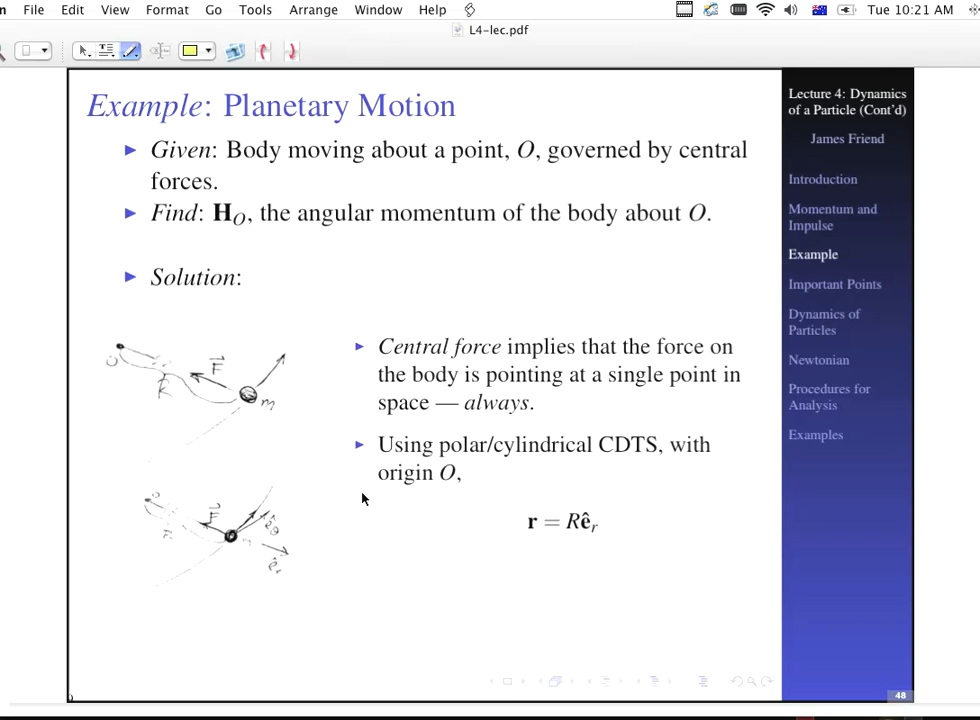 n File Edit View Format Go Tools Arrange Window Help Tue 10:21 AM
L4-lec.pdf
Example: Planetary Motion
▶ Given: Body moving about a point, O, governed by central
forces.
▶ Find: H_O, the angular momentum of the body about O.
▶ Solution:
O R F m
▶ Central force implies that the force on
the body is pointing at a single point in
space — always.
▶ Using polar/cylindrical CDTS, with
origin O,
r = Rê_r
F ê_θ
Lecture 4: Dynamics
of a Particle (Cont'd)
James Friend
Introduction
Momentum and
Impulse
Example
Important Points
Dynamics of
Particles
Newtonian
Procedures for
Analysis
Examples
48